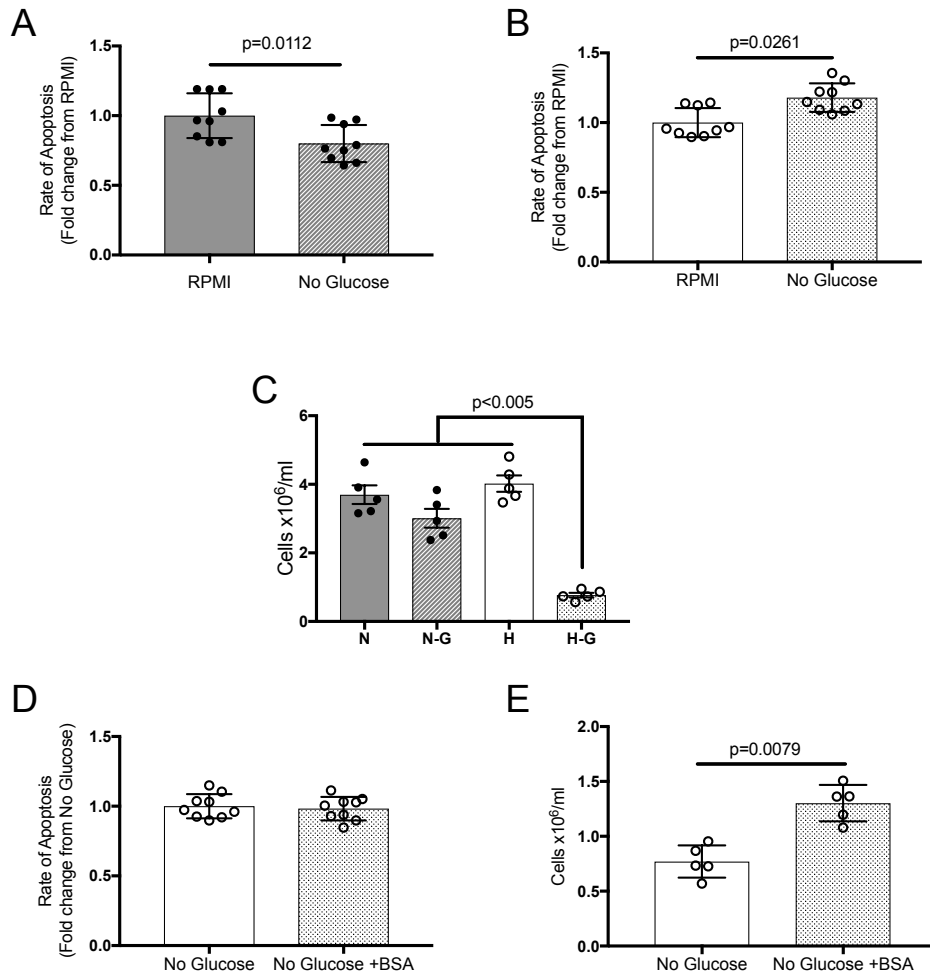 A
Rate of Apoptosis
(Fold change from RPMI)
1.5
1.0
0.5
0.0
p=0.0112
RPMI No Glucose
B
Rate of Apoptosis
(Fold change from RPMI)
1.5
1.0
0.5
0.0
p=0.0261
RPMI No Glucose
C
Cells x10⁶/ml
6
4
2
0
p<0.005
N N-G H H-G
D
Rate of Apoptosis
(Fold change from No Glucose)
1.5
1.0
0.5
0.0
No Glucose No Glucose +BSA
E
Cells x10⁶/ml
2.0
1.5
1.0
0.5
0.0
p=0.0079
No Glucose No Glucose +BSA